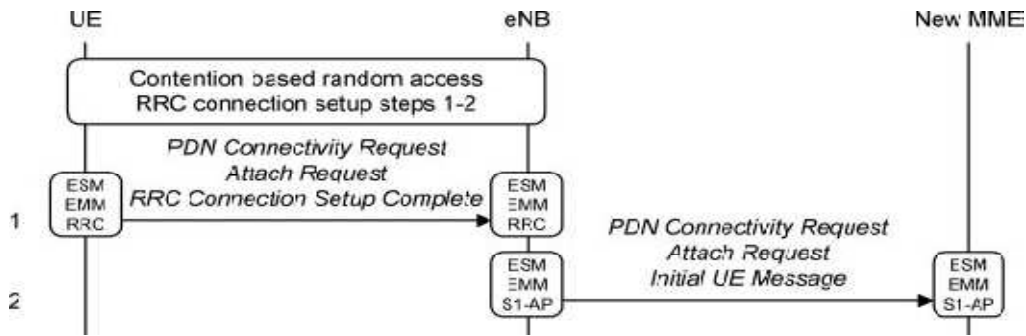 UE
eNB
New MME
Contention based random access
RRC connection setup steps 1-2
PDN Connectivity Request
Attach Request
RRC Connection Setup Complete
1
ESM
EMM
RRC
ESM
EMM
RRC
PDN Connectivity Request
Attach Request
Initial UE Message
2
ESM
EMM
S1-AP
ESM
EMM
S1-AP